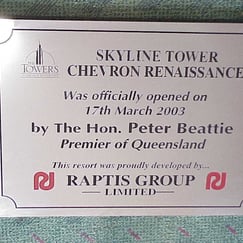 TOWERS
SKYLINE TOWER
CHEVRON RENAISSANCE
Was officially opened on
17th March 2003
by The Hon. Peter Beattie
Premier of Queensland
This resort was proudly developed by...
RAPTIS GROUP
LIMITED